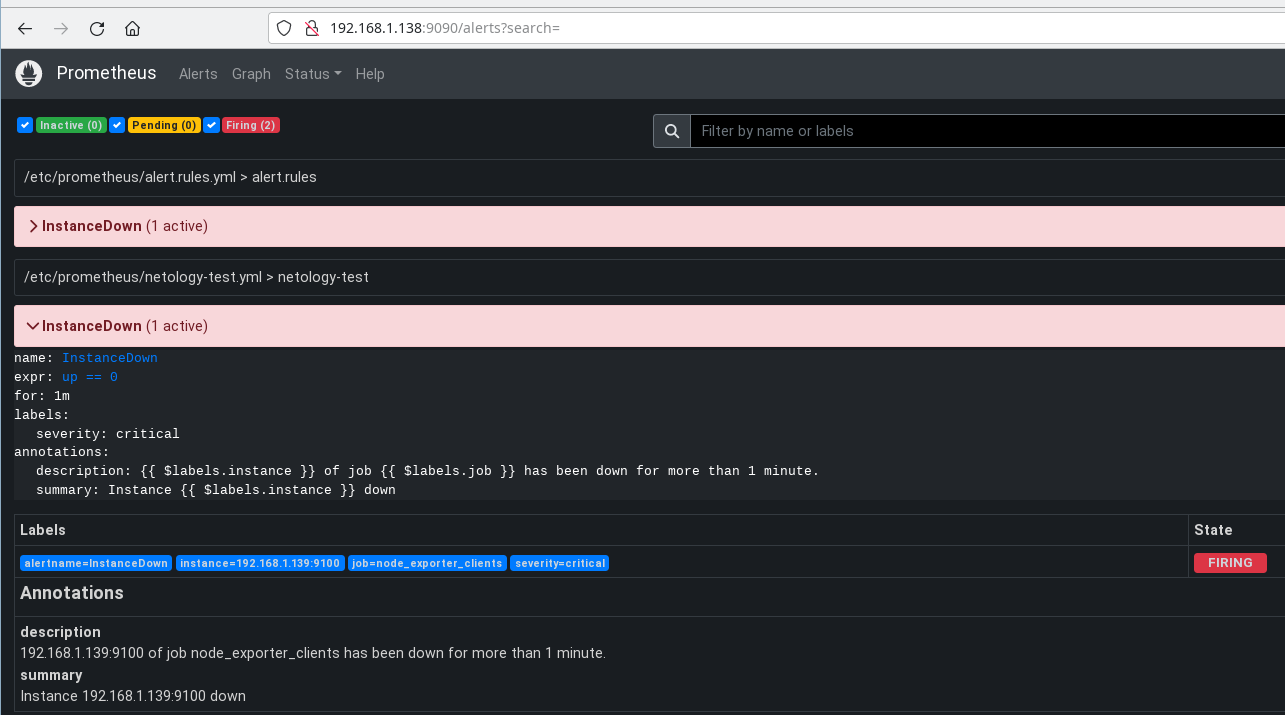 192.168.1.138:9090/alerts?search=
Prometheus Alerts Graph Status Help
Inactive (0) Pending (0) Firing (2)
Filter by name or labels
/etc/prometheus/alert.rules.yml > alert.rules
InstanceDown (1 active)
/etc/prometheus/netology-test.yml > netology-test
InstanceDown (1 active)
name: InstanceDown
expr: up == 0
for: 1m
labels:
severity: critical
annotations:
description: {{ $labels.instance }} of job {{ $labels.job }} has been down for more than 1 minute.
summary: Instance {{ $labels.instance }} down
Labels State
alertname=InstanceDown instance=192.168.1.139:9100 job=node_exporter_clients severity=critical FIRING
Annotations
description
192.168.1.139:9100 of job node_exporter_clients has been down for more than 1 minute.
summary
Instance 192.168.1.139:9100 down